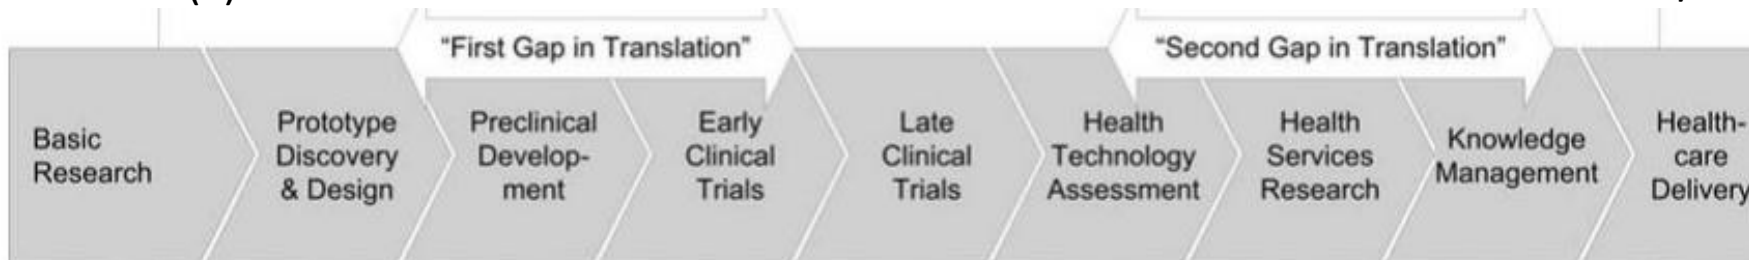 “First Gap in Translation”
“Second Gap in Translation”
Basic
Research
Prototype
Discovery
& Design
Preclinical
Develop-
ment
Early
Clinical
Trials
Late
Clinical
Trials
Health
Technology
Assessment
Health
Services
Research
Knowledge
Management
Health-
care
Delivery